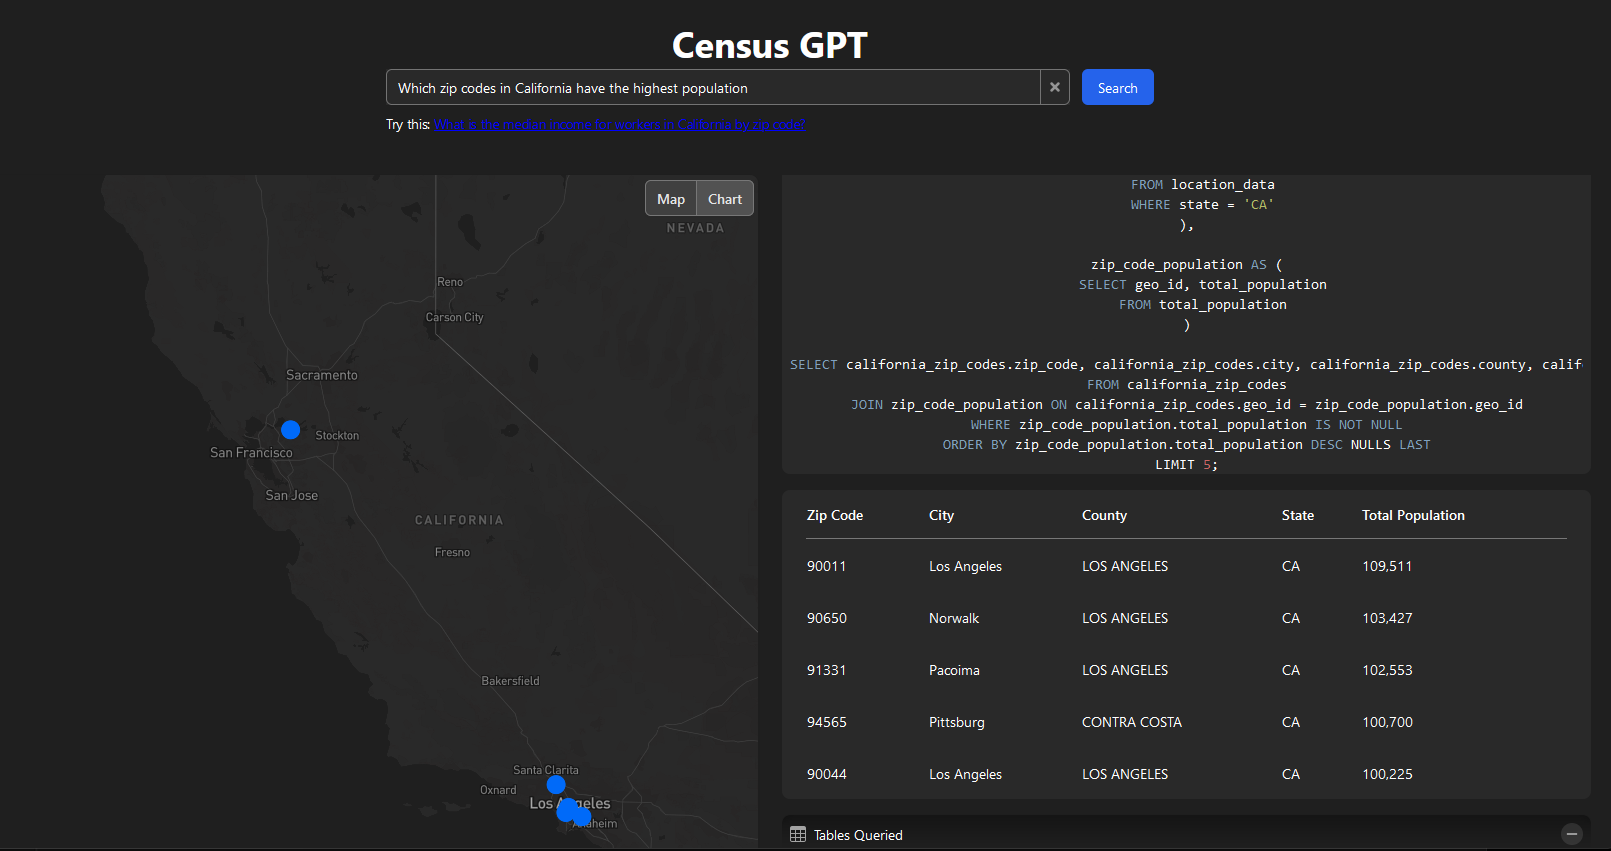 Census GPT
Which zip codes in California have the highest population
Search
Try this: What is the median income for workers in California by zip code?
Map
Chart
NEVADA
Reno
Carson City
Sacramento
Stockton
San Francisco
San Jose
CALIFORNIA
Fresno
Bakersfield
Santa Clarita
Oxnard
Los Angeles
Anaheim
FROM location_data
WHERE state = 'CA'
),
zip_code_population AS (
SELECT geo_id, total_population
FROM total_population
)
SELECT california_zip_codes.zip_code, california_zip_codes.city, california_zip_codes.county, calif
FROM california_zip_codes
JOIN zip_code_population ON california_zip_codes.geo_id = zip_code_population.geo_id
WHERE zip_code_population.total_population IS NOT NULL
ORDER BY zip_code_population.total_population DESC NULLS LAST
LIMIT 5;
Zip Code City County State Total Population
90011 Los Angeles LOS ANGELES CA 109,511
90650 Norwalk LOS ANGELES CA 103,427
91331 Pacoima LOS ANGELES CA 102,553
94565 Pittsburg CONTRA COSTA CA 100,700
90044 Los Angeles LOS ANGELES CA 100,225
Tables Queried